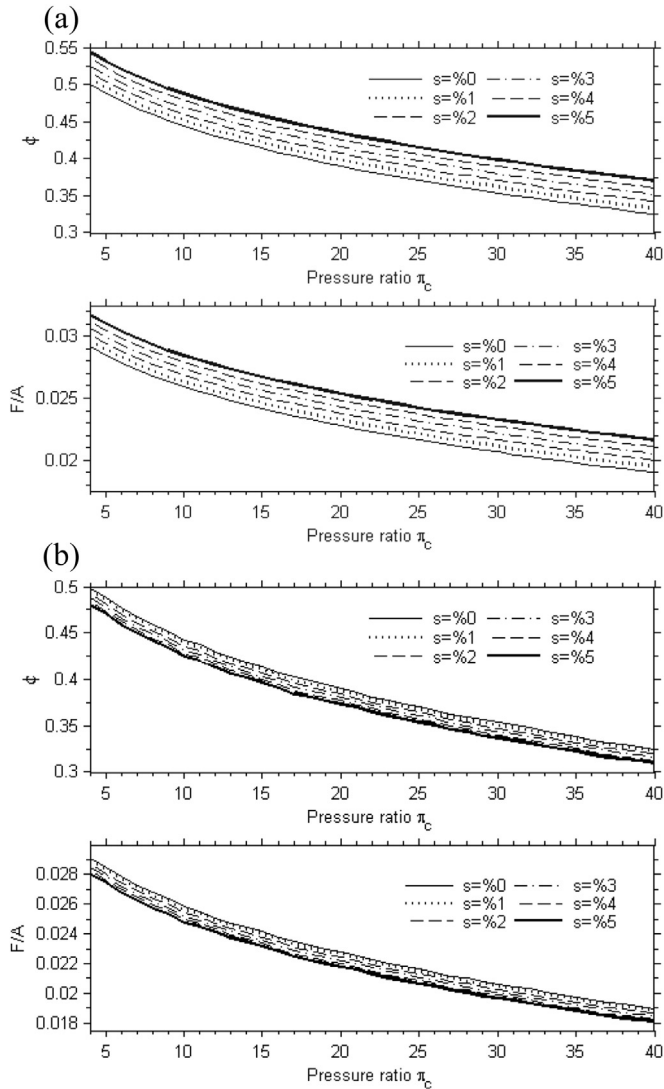 (a)
0.55
0.5
0.45
0.4
0.35
0.3
ϕ
s=%0 s=%3
s=%1 s=%4
s=%2 s=%5
5 10 15 20 25 30 35 40
Pressure ratio π_c
0.03
0.025
0.02
F/A
s=%0 s=%3
s=%1 s=%4
s=%2 s=%5
5 10 15 20 25 30 35 40
Pressure ratio π_c
(b)
0.5
0.45
0.4
0.35
0.3
ϕ
s=%0 s=%3
s=%1 s=%4
s=%2 s=%5
5 10 15 20 25 30 35 40
Pressure ratio π_c
0.028
0.026
0.024
0.022
0.02
0.018
F/A
s=%0 s=%3
s=%1 s=%4
s=%2 s=%5
5 10 15 20 25 30 35 40
Pressure ratio π_c